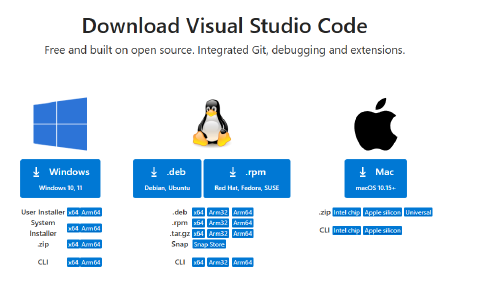 Download Visual Studio Code
Free and built on open source. Integrated Git, debugging and extensions.
Windows
Windows 10, 11
User Installer x64 Arm64
System
Installer x64 Arm64
.zip x64 Arm64
CLI x64 Arm64
.deb
Debian, Ubuntu
.rpm
Red Hat, Fedora, SUSE
.deb x64 Arm32 Arm64
.rpm x64 Arm32 Arm64
.tar.gz x64 Arm32 Arm64
Snap Snap Store
CLI x64 Arm32 Arm64
Mac
macOS 10.15+
.zip Intel chip Apple silicon Universal
CLI Intel chip Apple silicon